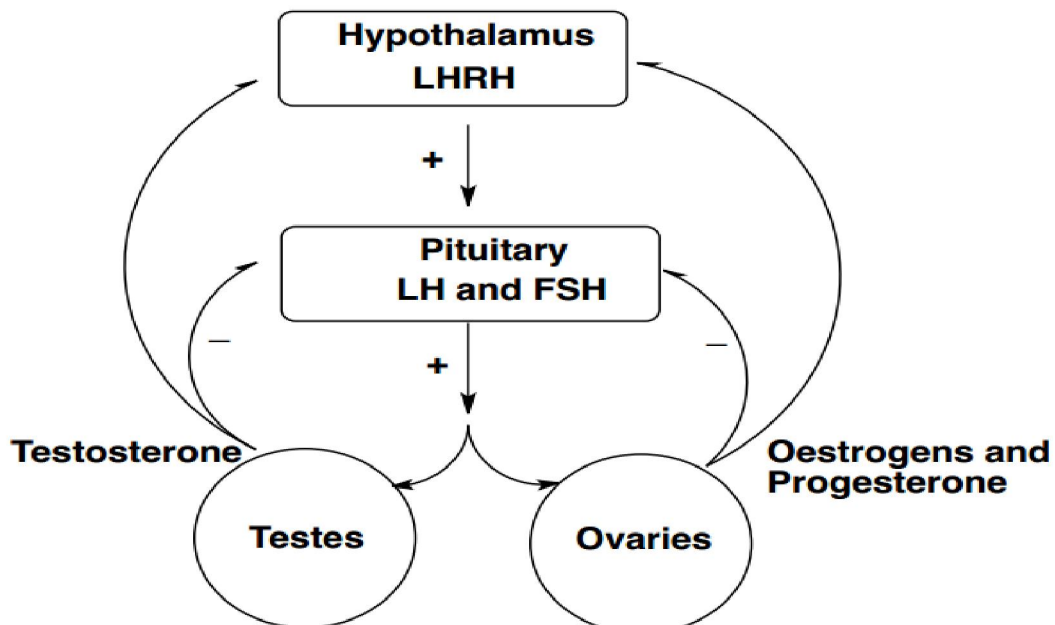 Hypothalamus
LHRH
+
Pituitary
LH and FSH
–
–
+
Testosterone
Oestrogens and
Progesterone
Testes
Ovaries